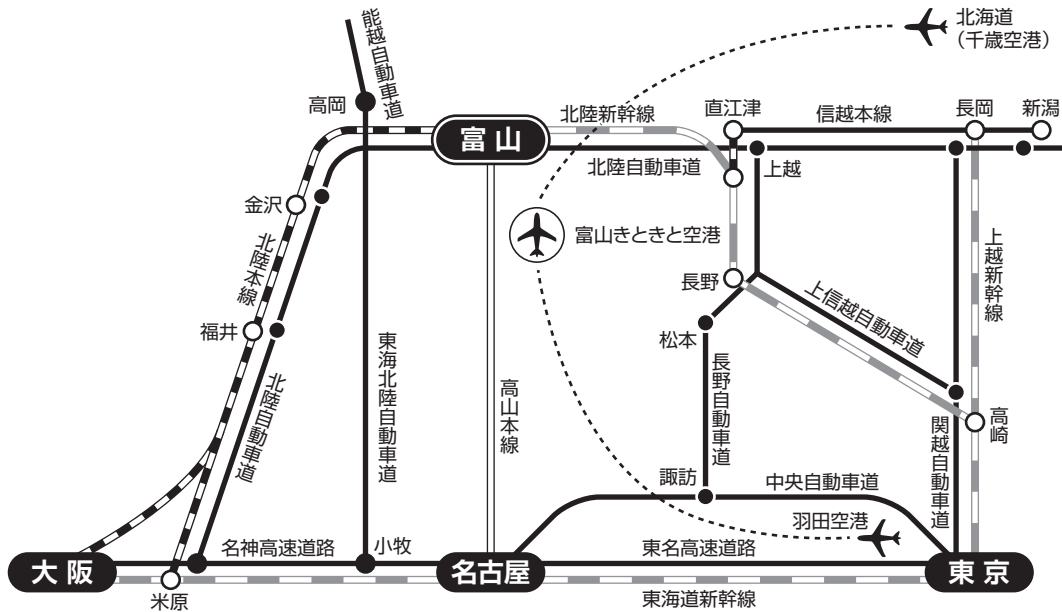 北海道
(千歳空港)
能越自動車道
高岡
北陸新幹線
直江津
信越本線
長岡
新潟
富山
北陸自動車道
上越
金沢
富山きときと空港
北陸本線
長野
上越新幹線
上信越自動車道
福井
松本
東海北陸自動車道
北陸自動車道
高山本線
長野自動車道
高崎
関越自動車道
諏訪
中央自動車道
羽田空港
名神高速道路
小牧
東名高速道路
大阪
名古屋
東京
米原
東海道新幹線